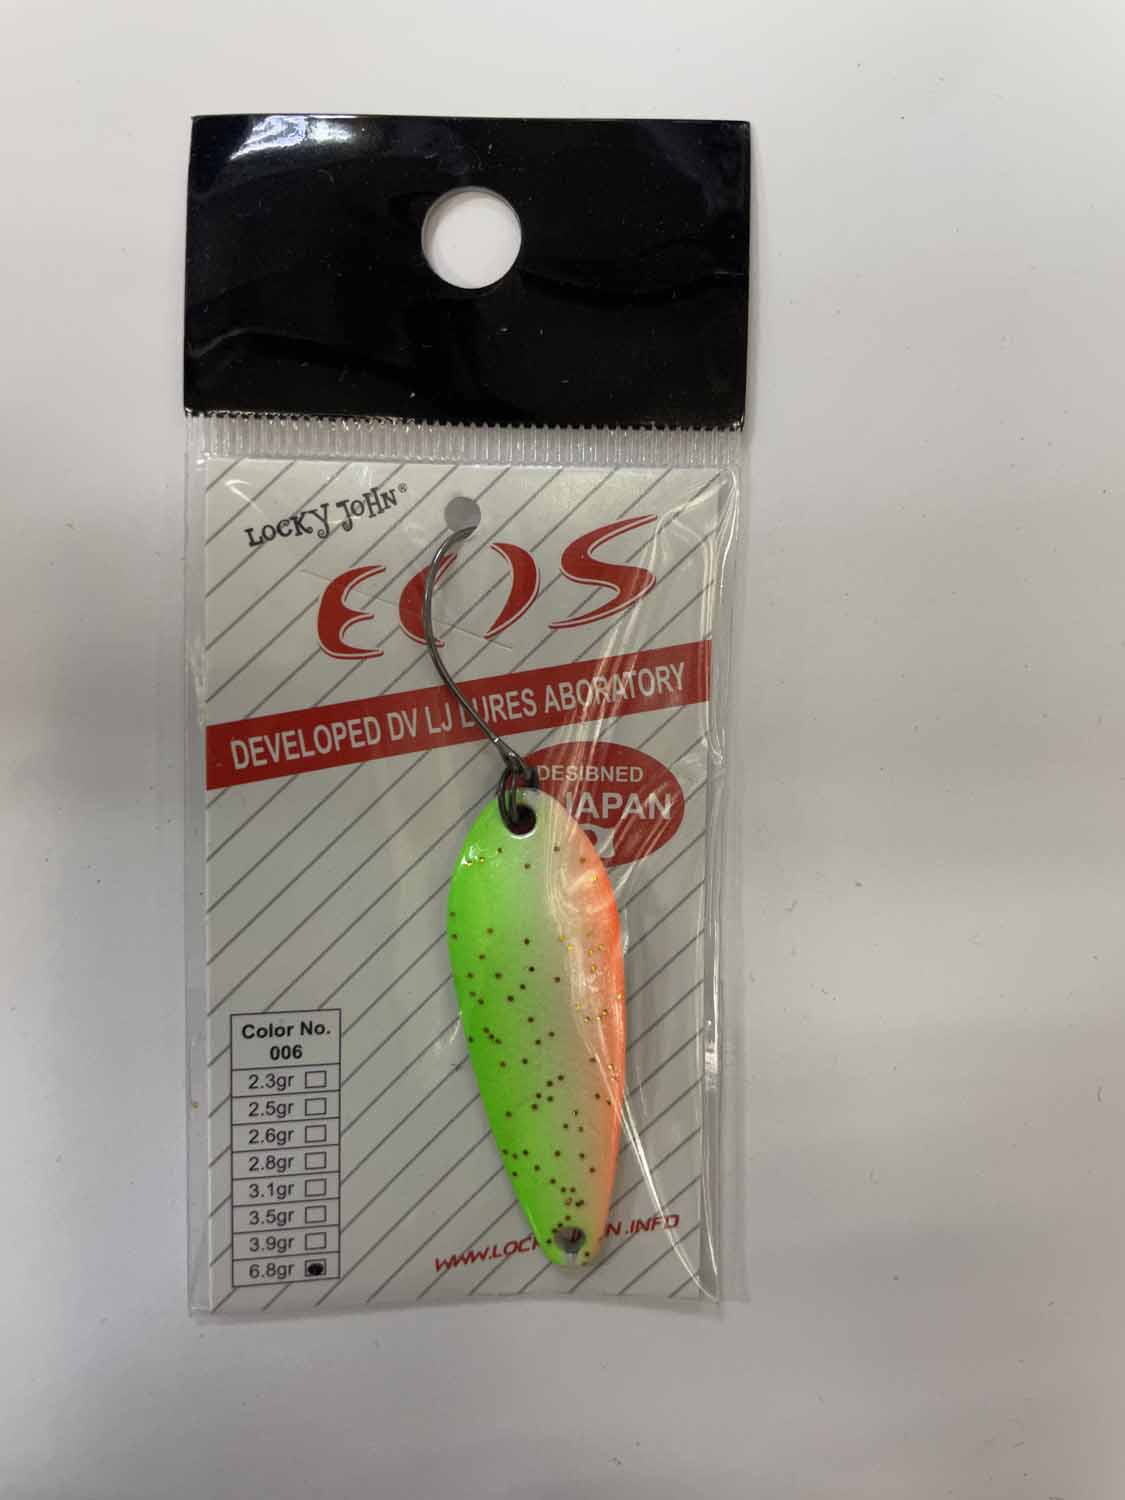 LOCKY JOHN®
EOS
DEVELOPED DV LJ LURES ABORATORY
DESIBNED
JAPAN
Color No.
006
2.3gr
2.5gr
2.6gr
2.8gr
3.1gr
3.5gr
3.9gr
6.8gr
.INFO